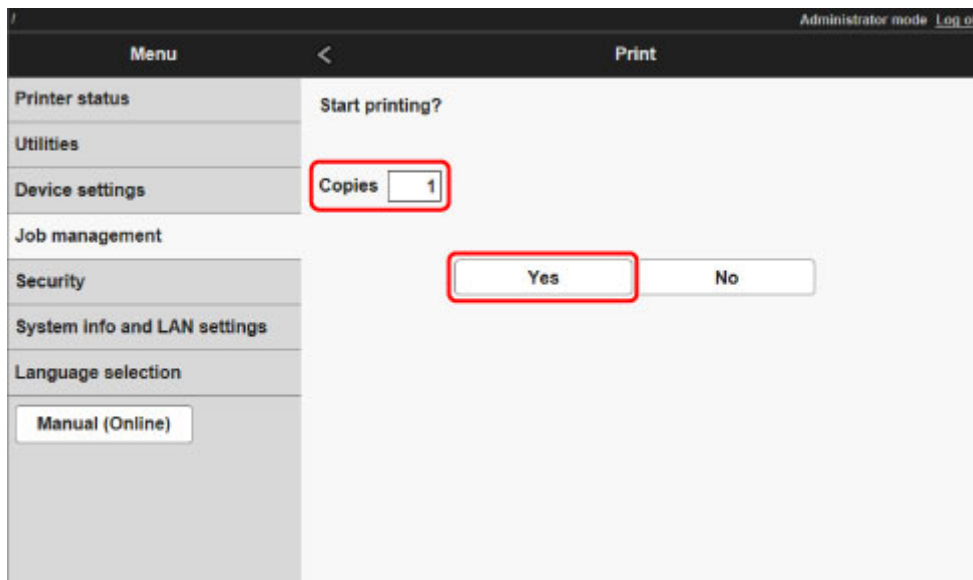 /
Administrator mode Log o
Menu
<
Print
Printer status
Utilities
Device settings
Job management
Security
System info and LAN settings
Language selection
Manual (Online)
Start printing?
Copies 1
Yes No